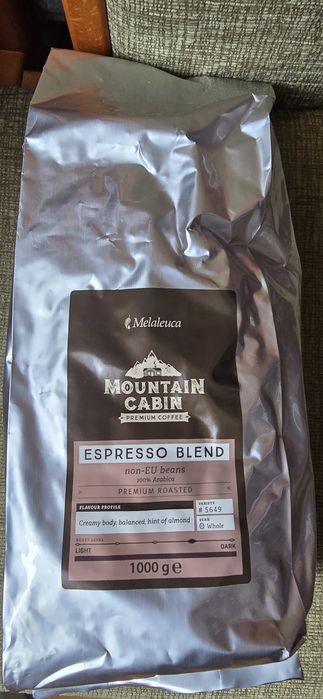 Melaleuca
MOUNTAIN
CABIN
PREMIUM COFFEE
ESPRESSO BLEND
non-EU beans
100% Arabica
PREMIUM ROASTED
FLAVOUR PROFILE
Creamy body, balanced, hint of almond
VARIETY
# 5649
BEAN
Whole
ROAST LEVEL
LIGHT
DARK
1000 g ℮